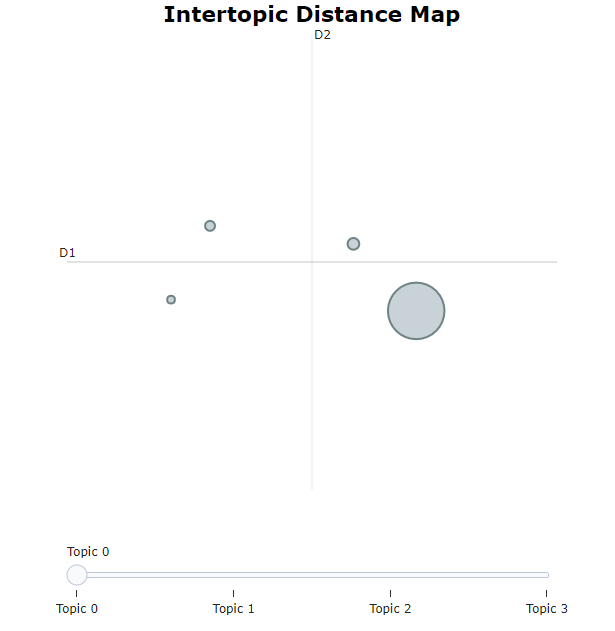 Intertopic Distance Map
D2
D1
Topic 0
Topic 0 Topic 1 Topic 2 Topic 3